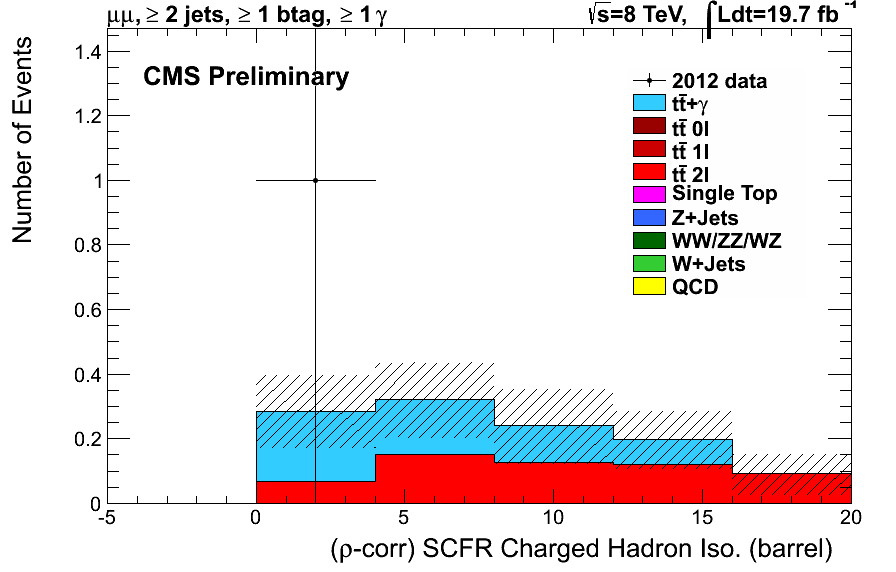 μμ, ≥ 2 jets, ≥ 1 btag, ≥ 1 γ
√s=8 TeV, ∫Ldt=19.7 fb⁻¹
CMS Preliminary
Number of Events
1.4
1.2
1
0.8
0.6
0.4
0.2
0
2012 data
tt̄+γ
tt̄ 0l
tt̄ 1l
tt̄ 2l
Single Top
Z+Jets
WW/ZZ/WZ
W+Jets
QCD
-5 0 5 10 15 20
(ρ-corr) SCFR Charged Hadron Iso. (barrel)